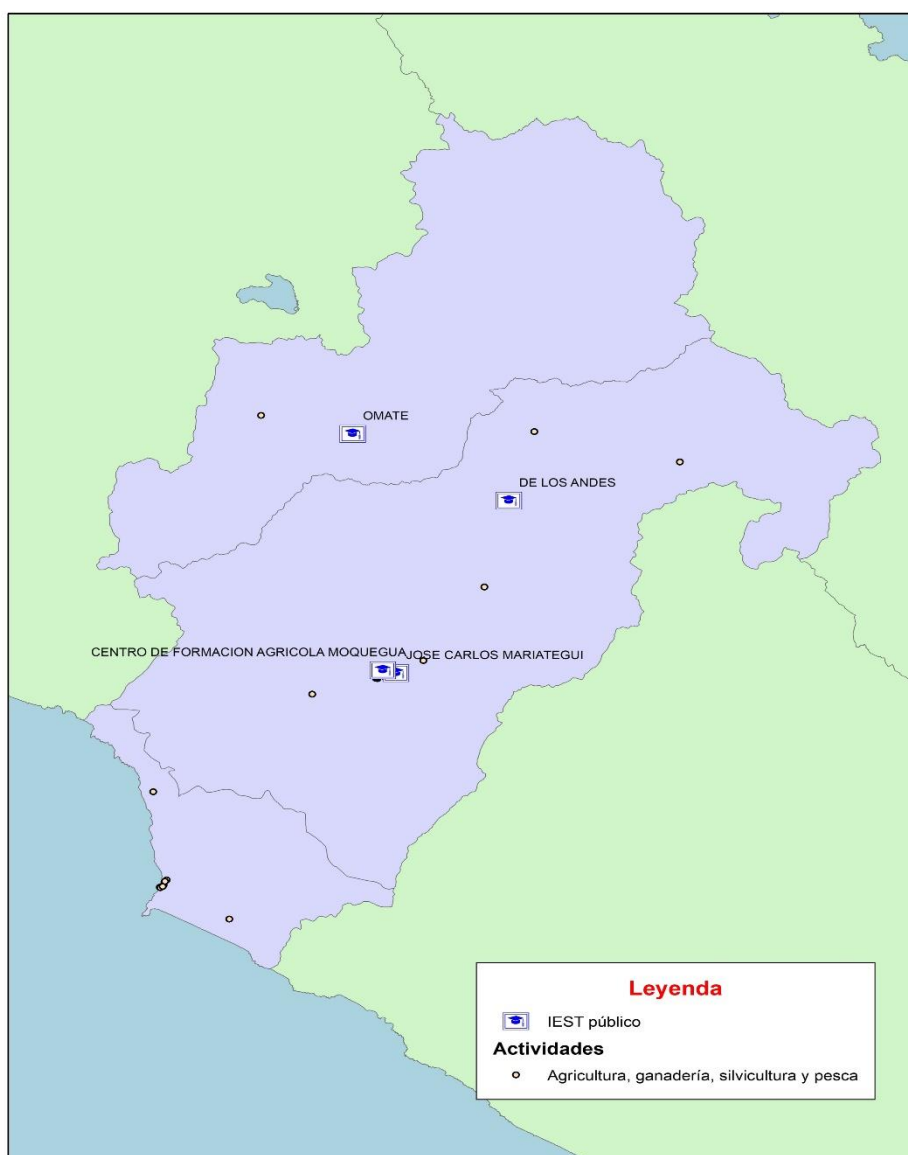 OMATE
DE LOS ANDES
CENTRO DE FORMACION AGRICOLA MOQUEGUA
JOSE CARLOS MARIATEGUI
Leyenda
IEST público
Actividades
Agricultura, ganadería, silvicultura y pesca